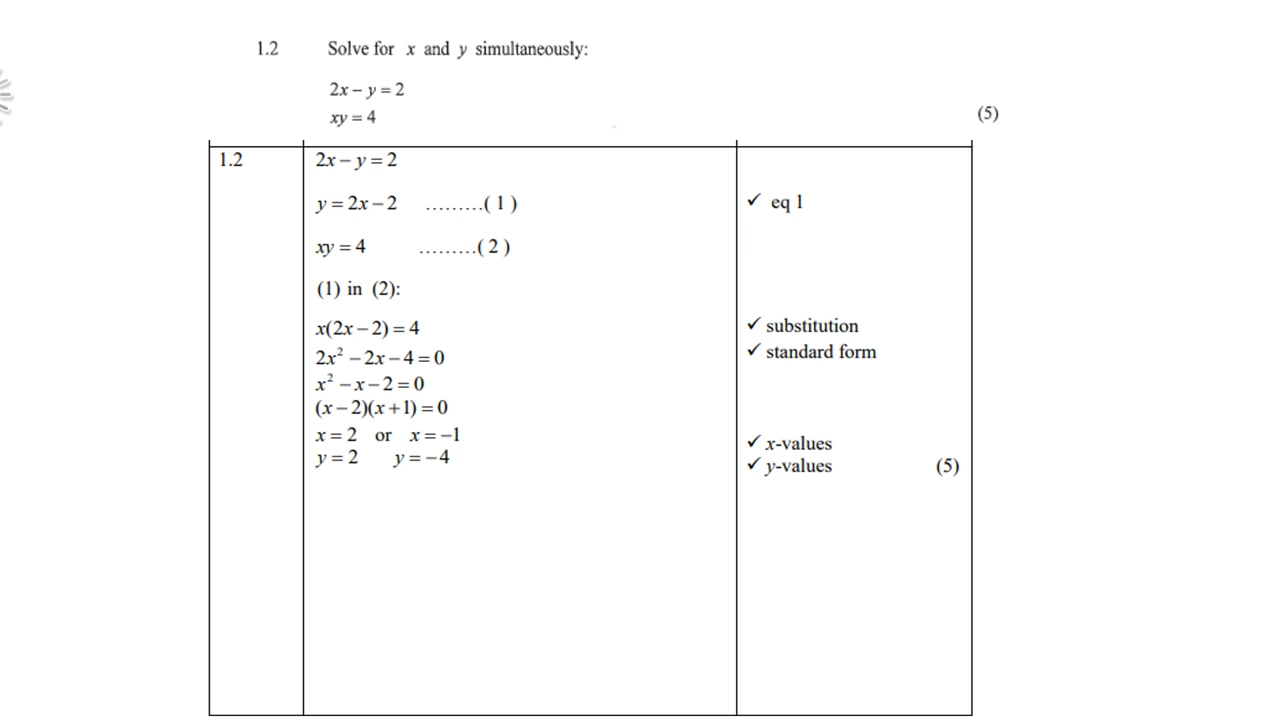 1.2 Solve for x and y simultaneously:
2x − y = 2
xy = 4 (5)
1.2 2x − y = 2
y = 2x − 2 .........( 1 ) ✓ eq 1
xy = 4 .........( 2 )
(1) in (2):
x(2x − 2) = 4 ✓ substitution
2x² − 2x − 4 = 0 ✓ standard form
x² − x − 2 = 0
(x − 2)(x + 1) = 0
x = 2 or x = −1 ✓ x-values
y = 2 y = −4 ✓ y-values (5)